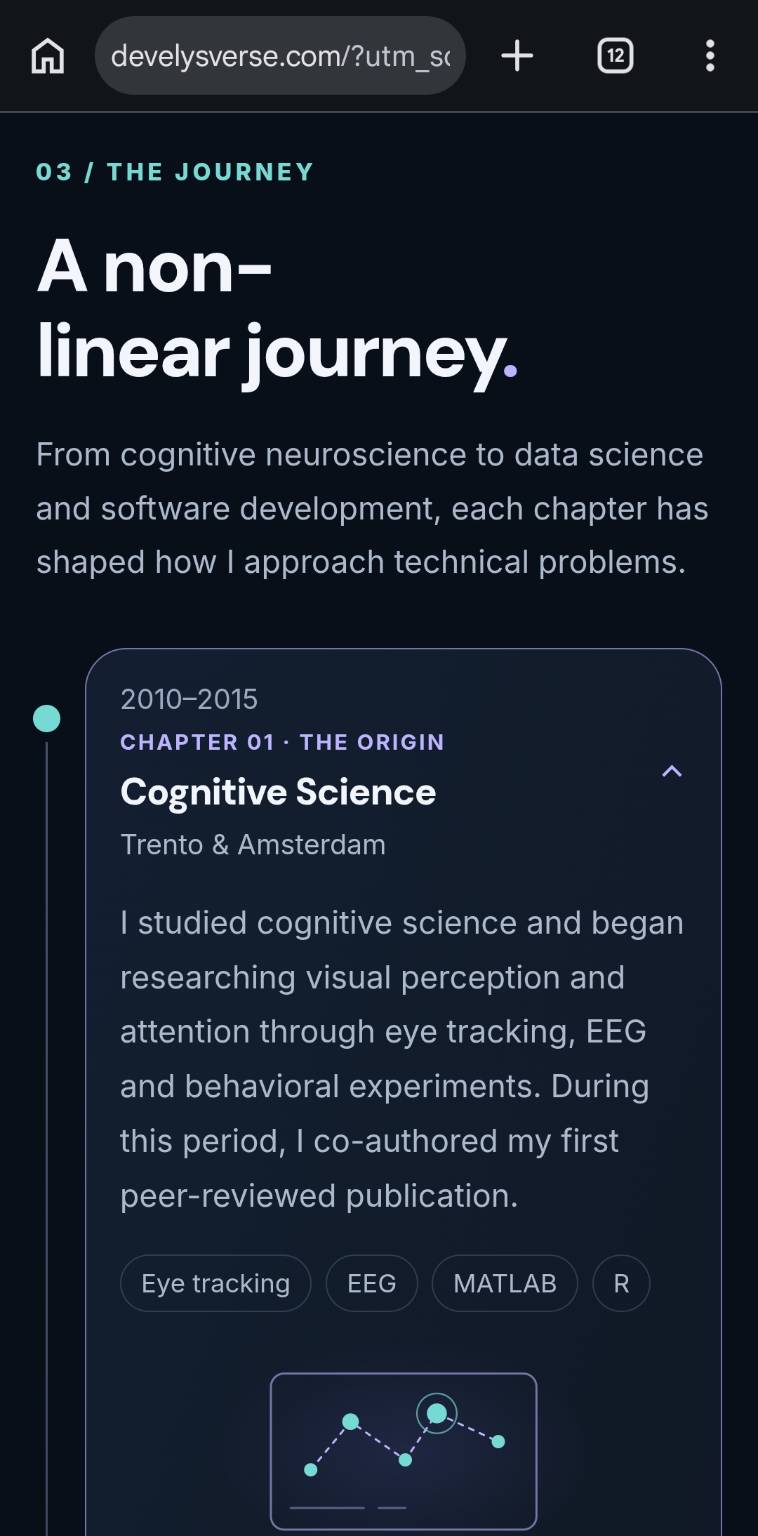 develysverse.com/?utm_sc
12
03 / THE JOURNEY
A non-
linear journey.
From cognitive neuroscience to data science
and software development, each chapter has
shaped how I approach technical problems.
2010–2015
CHAPTER 01 · THE ORIGIN
Cognitive Science
Trento & Amsterdam
I studied cognitive science and began
researching visual perception and
attention through eye tracking, EEG
and behavioral experiments. During
this period, I co-authored my first
peer-reviewed publication.
Eye tracking EEG MATLAB R